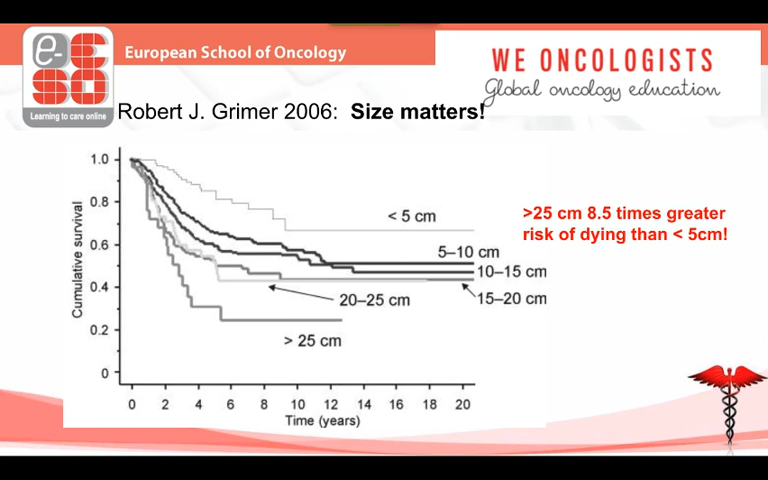 e-ESO
Learning to care online
European School of Oncology
WE ONCOLOGISTS
Global oncology education
Robert J. Grimer 2006: Size matters!
Cumulative survival
1.0
0.8
0.6
0.4
0.2
0
< 5 cm
5–10 cm
10–15 cm
15–20 cm
20–25 cm
> 25 cm
0 2 4 6 8 10 12 14 16 18 20
Time (years)
>25 cm 8.5 times greater
risk of dying than < 5cm!